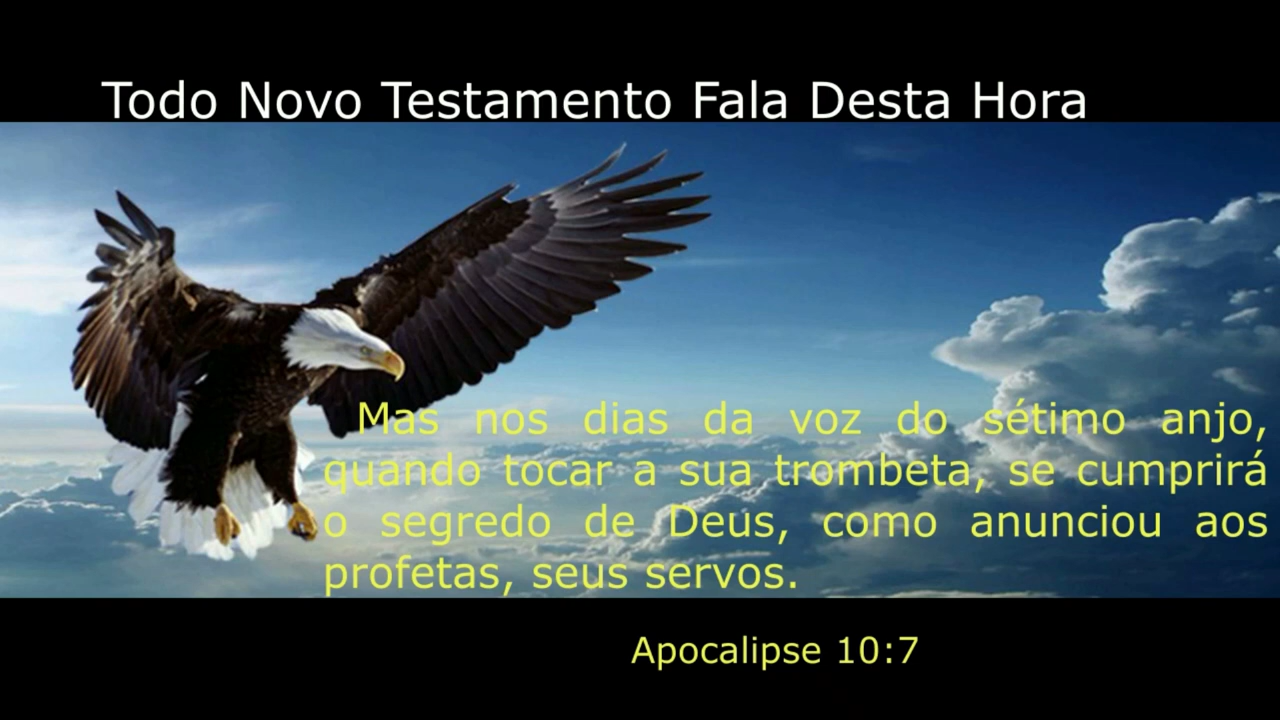 Todo Novo Testamento Fala Desta Hora
Mas nos dias da voz do sétimo anjo,
quando tocar a sua trombeta, se cumprirá
o segredo de Deus, como anunciou aos
profetas, seus servos.
Apocalipse 10:7